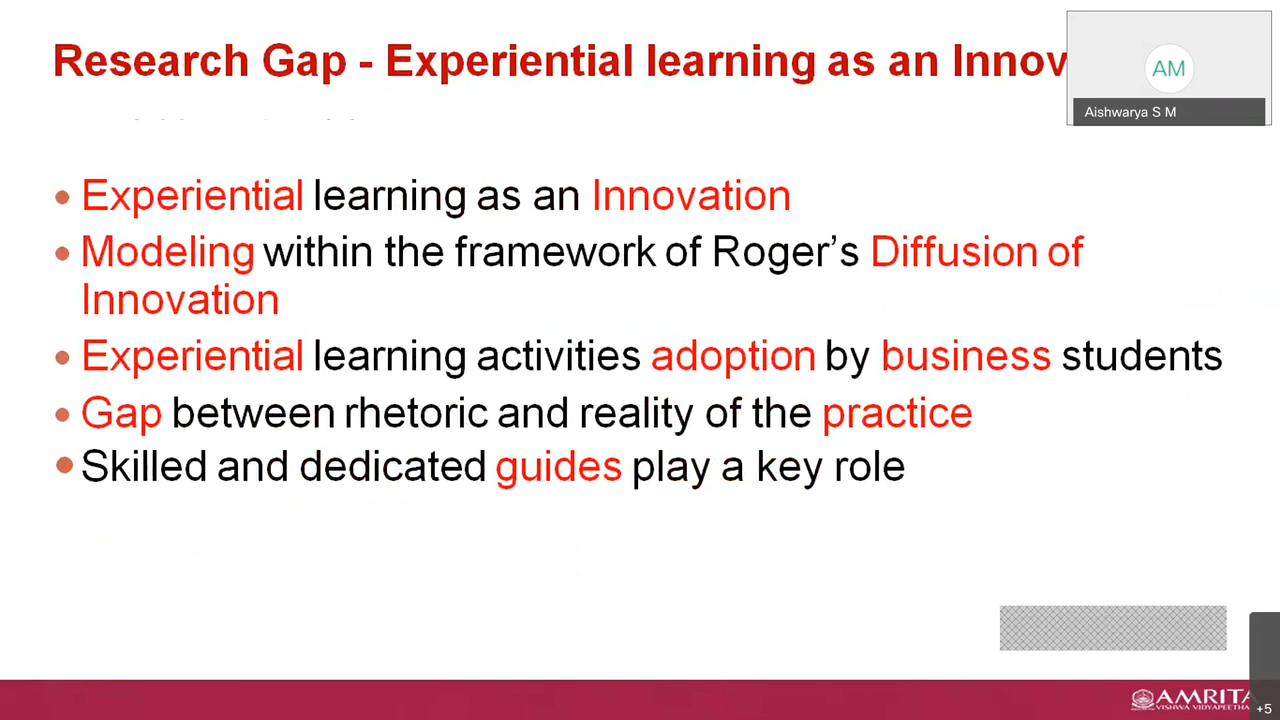 Research Gap - Experiential learning as an Innov
AM
Aishwarya S M
• Experiential learning as an Innovation
• Modeling within the framework of Roger’s Diffusion of
Innovation
• Experiential learning activities adoption by business students
• Gap between rhetoric and reality of the practice
• Skilled and dedicated guides play a key role
AMRITA
VISHWA VIDYAPEETHAM
+5